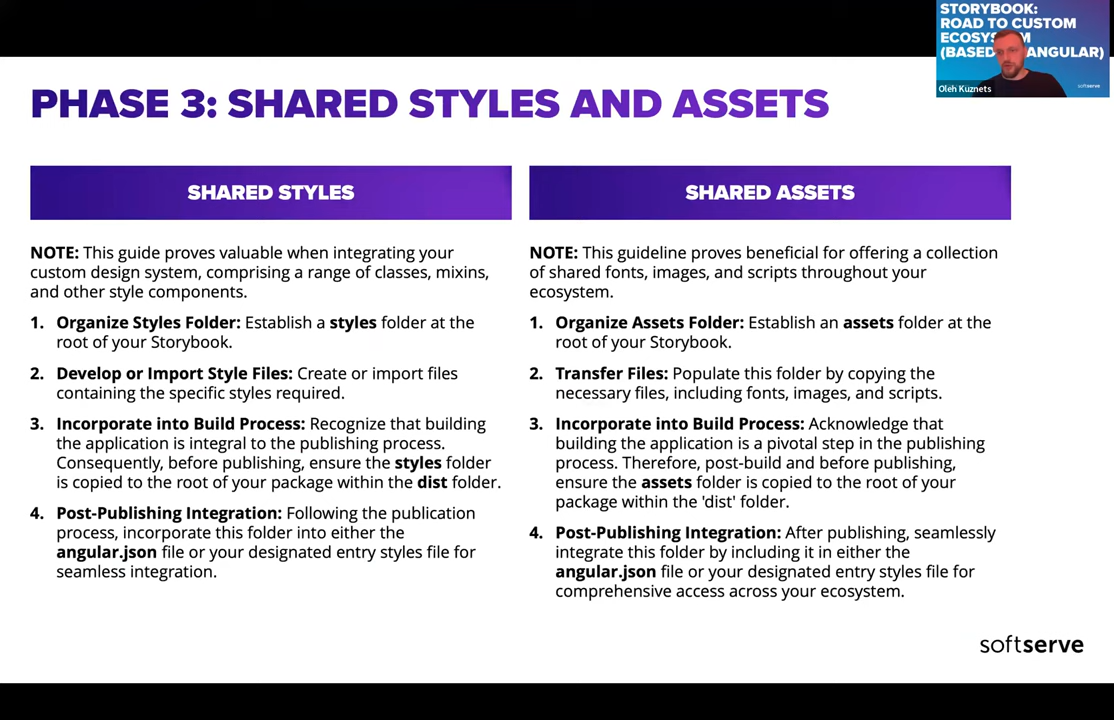 STORYBOOK:
ROAD TO CUSTOM
ECOSYSTEM
(BASED ANGULAR)
Oleh Kuznets
softserve
PHASE 3: SHARED STYLES AND ASSETS
SHARED STYLES
NOTE: This guide proves valuable when integrating your
custom design system, comprising a range of classes, mixins,
and other style components.
1. Organize Styles Folder: Establish a styles folder at the
root of your Storybook.
2. Develop or Import Style Files: Create or import files
containing the specific styles required.
3. Incorporate into Build Process: Recognize that building
the application is integral to the publishing process.
Consequently, before publishing, ensure the styles folder
is copied to the root of your package within the dist folder.
4. Post-Publishing Integration: Following the publication
process, incorporate this folder into either the
angular.json file or your designated entry styles file for
seamless integration.
SHARED ASSETS
NOTE: This guideline proves beneficial for offering a collection
of shared fonts, images, and scripts throughout your
ecosystem.
1. Organize Assets Folder: Establish an assets folder at the
root of your Storybook.
2. Transfer Files: Populate this folder by copying the
necessary files, including fonts, images, and scripts.
3. Incorporate into Build Process: Acknowledge that
building the application is a pivotal step in the publishing
process. Therefore, post-build and before publishing,
ensure the assets folder is copied to the root of your
package within the 'dist' folder.
4. Post-Publishing Integration: After publishing, seamlessly
integrate this folder by including it in either the
angular.json file or your designated entry styles file for
comprehensive access across your ecosystem.
softserve